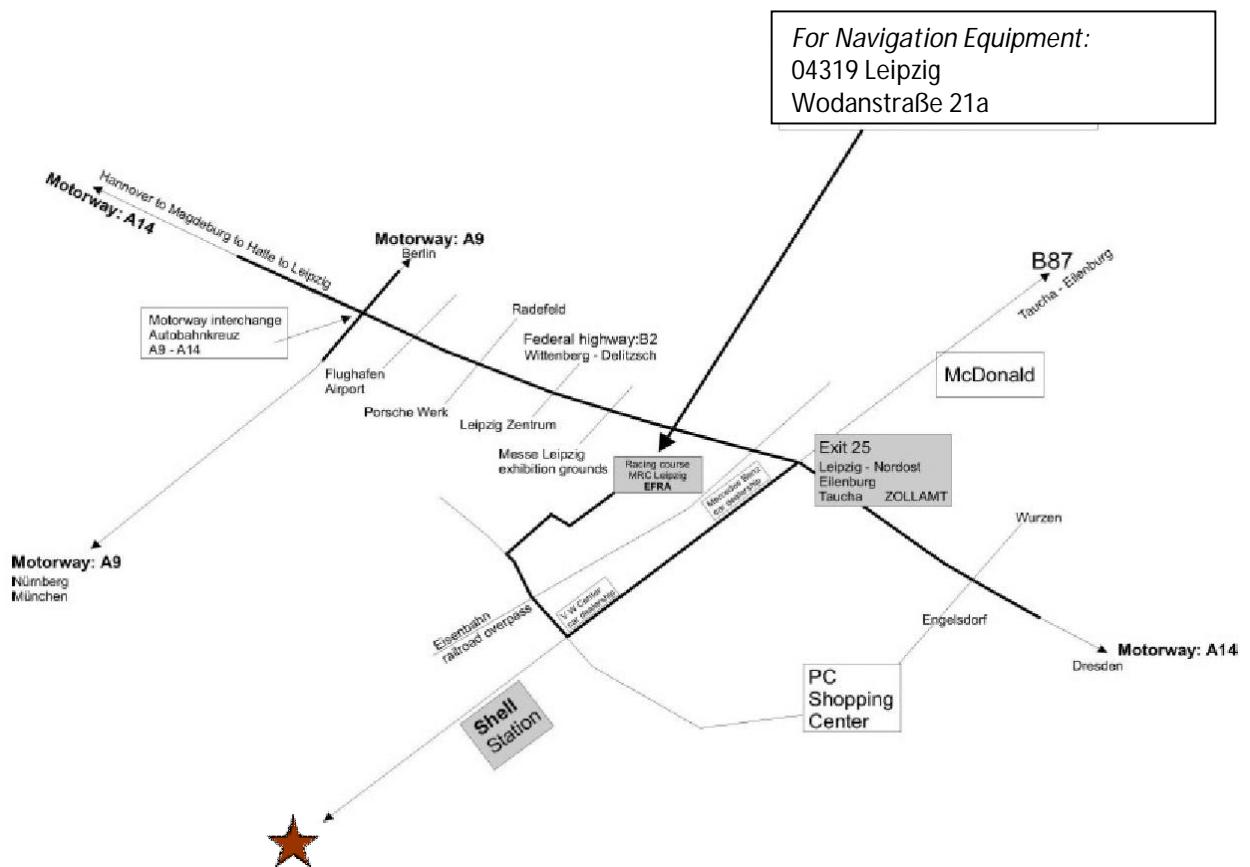 For Navigation Equipment:
04319 Leipzig
Wodanstraße 21a
Hannover to Magdeburg to Halle to Leipzig
Motorway: A14
Motorway: A9
Berlin
B87
Taucha - Eilenburg
Motorway interchange
Autobahnkreuz
A9 - A14
Radefeld
Federal highway:B2
Wittenberg - Delitzsch
Flughafen
Airport
McDonald
Porsche Werk
Leipzig Zentrum
Messe Leipzig
exhibition grounds
Racing course
MRC Leipzig
EFRA
Mercedes Benz
car dealership
Exit 25
Leipzig - Nordost
Eilenburg
Taucha ZOLLAMT
Wurzen
Motorway: A9
Nürnberg
München
Eisenbahn
railroad overpass
V W Center
car dealership
Engelsdorf
Motorway: A14
Dresden
PC
Shopping
Center
Shell
Station